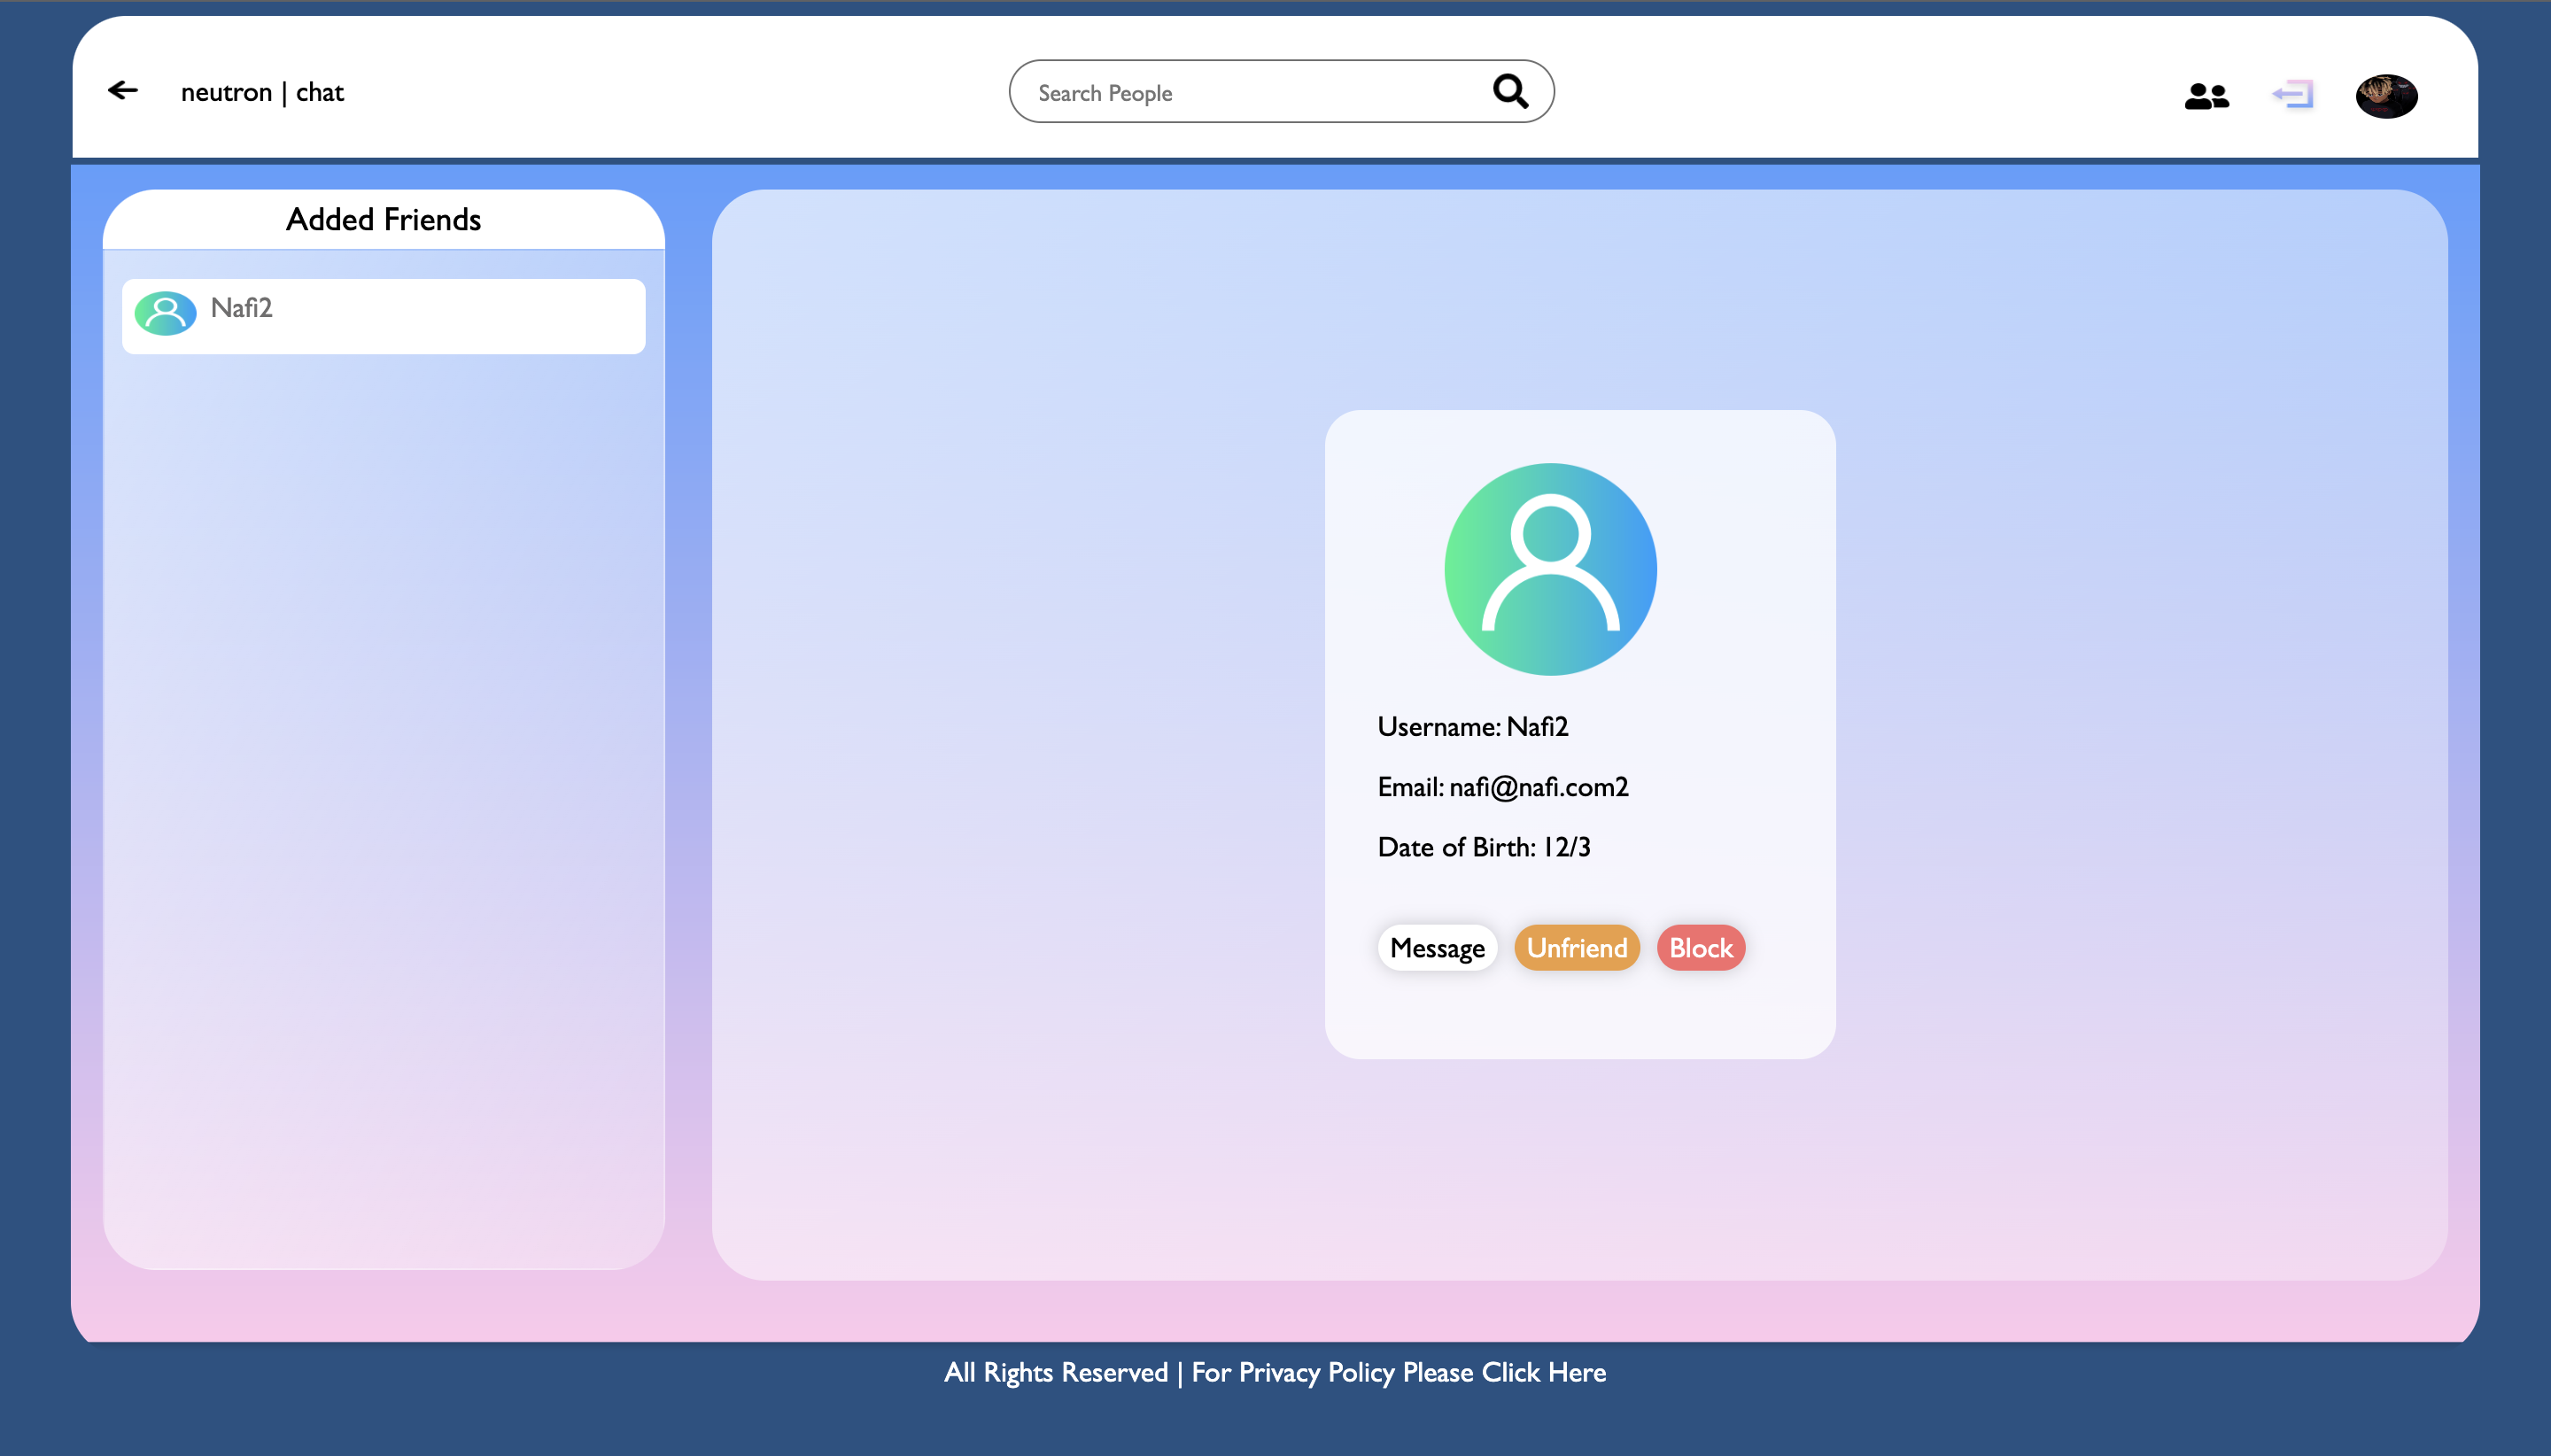 neutron | chat
Search People
Added Friends
Nafi2
Username: Nafi2
Email: nafi@nafi.com2
Date of Birth: 12/3
Message Unfriend Block
All Rights Reserved | For Privacy Policy Please Click Here